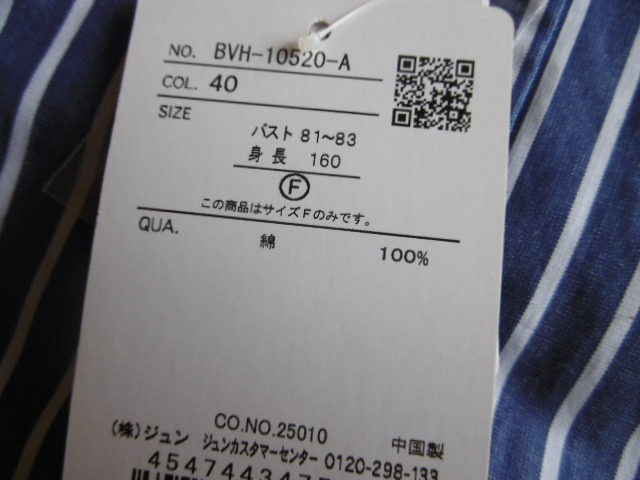 NO. BVH-10520-A
COL. 40
SIZE
バスト 81~83
身長 160
Ⓕ
この商品はサイズFのみです。
QUA.
綿 100%
CO.NO.25010
(株)ジュン ジュンカスタマーセンター 0120-298-133 中国製